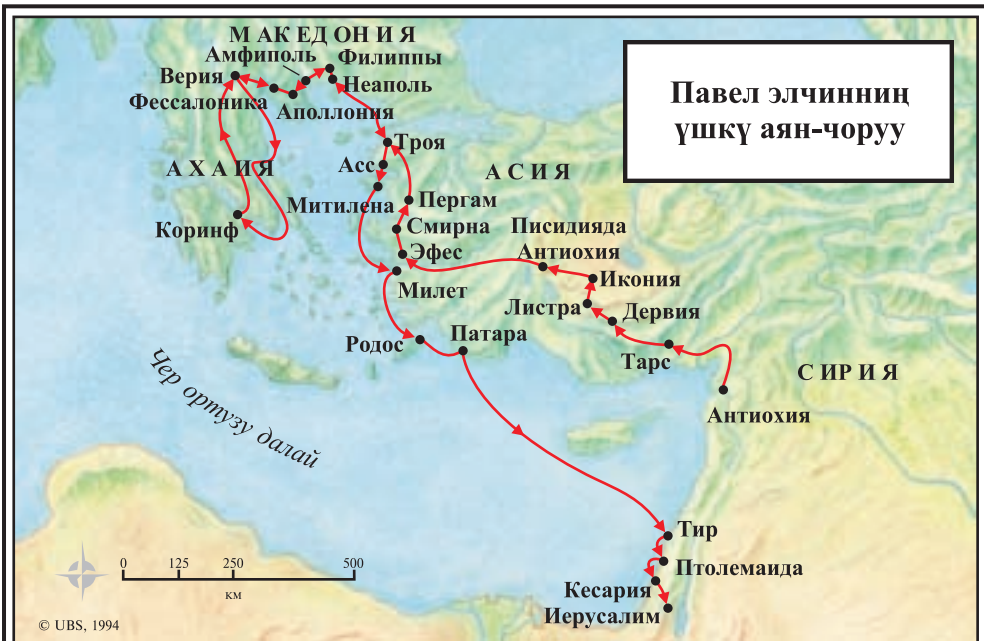 Павел элчинниң
үшкү аян-чоруу
МАКЕДОНИЯ
Амфиполь
Филиппы
Верия
Неаполь
Фессалоника
Аполлония
Троя
АХАИЯ
Асс
АСИЯ
Митилена
Пергам
Коринф
Смирна
Писидияда
Антиохия
Эфес
Икония
Милет
Листра
Дервия
Родос
Патара
Тарс
СИРИЯ
Антиохия
Чер ортузу далай
Тир
Птолемаида
Кесария
Иерусалим
0 125 250 500
км
© UBS, 1994